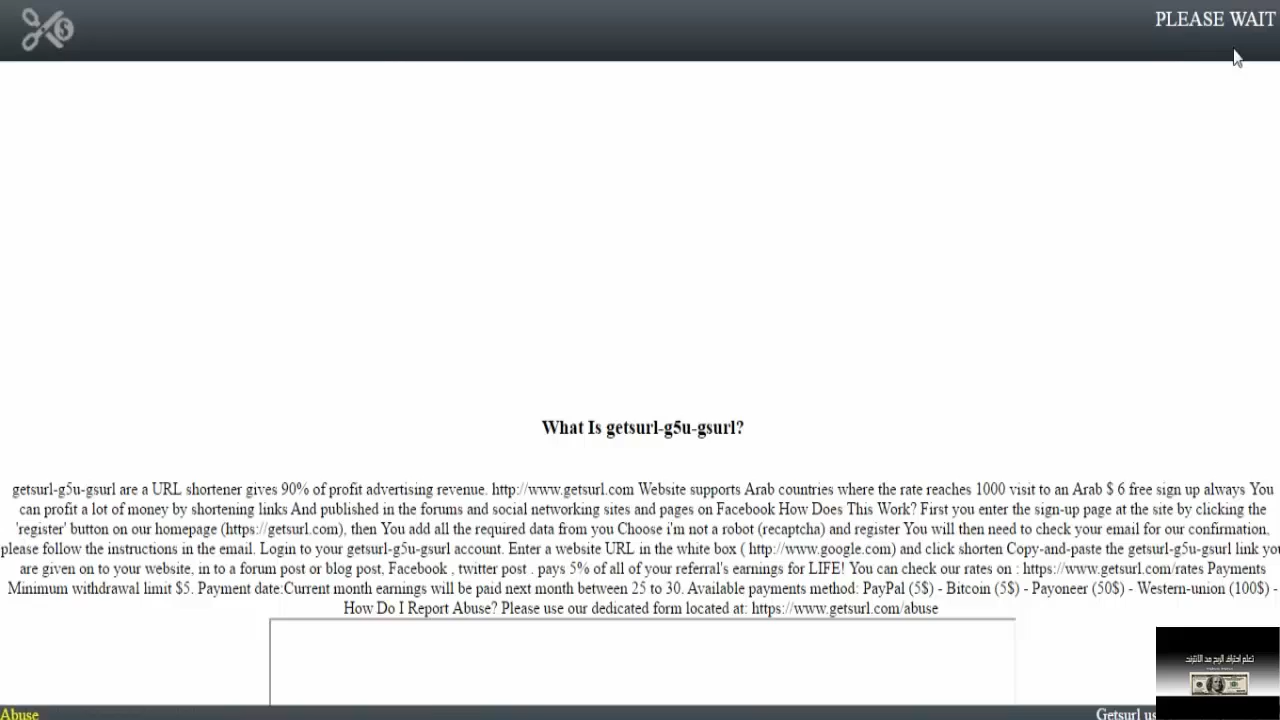 PLEASE WAIT
What Is getsurl-g5u-gsurl?
getsurl-g5u-gsurl are a URL shortener gives 90% of profit advertising revenue. http://www.getsurl.com Website supports Arab countries where the rate reaches 1000 visit to an Arab $ 6 free sign up always You
can profit a lot of money by shortening links And published in the forums and social networking sites and pages on Facebook How Does This Work? First you enter the sign-up page at the site by clicking the
'register' button on our homepage (https://getsurl.com), then You add all the required data from you Choose i'm not a robot (recaptcha) and register You will then need to check your email for our confirmation,
please follow the instructions in the email. Login to your getsurl-g5u-gsurl account. Enter a website URL in the white box ( http://www.google.com) and click shorten Copy-and-paste the getsurl-g5u-gsurl link you
are given on to your website, in to a forum post or blog post, Facebook , twitter post . pays 5% of all of your referral's earnings for LIFE! You can check our rates on : https://www.getsurl.com/rates Payments
Minimum withdrawal limit $5. Payment date:Current month earnings will be paid next month between 25 to 30. Available payments method: PayPal (5$) - Bitcoin (5$) - Payoneer (50$) - Western-union (100$) -
How Do I Report Abuse? Please use our dedicated form located at: https://www.getsurl.com/abuse
تعلم احتراف الربح من الانترنت
Abuse
Getsurl us